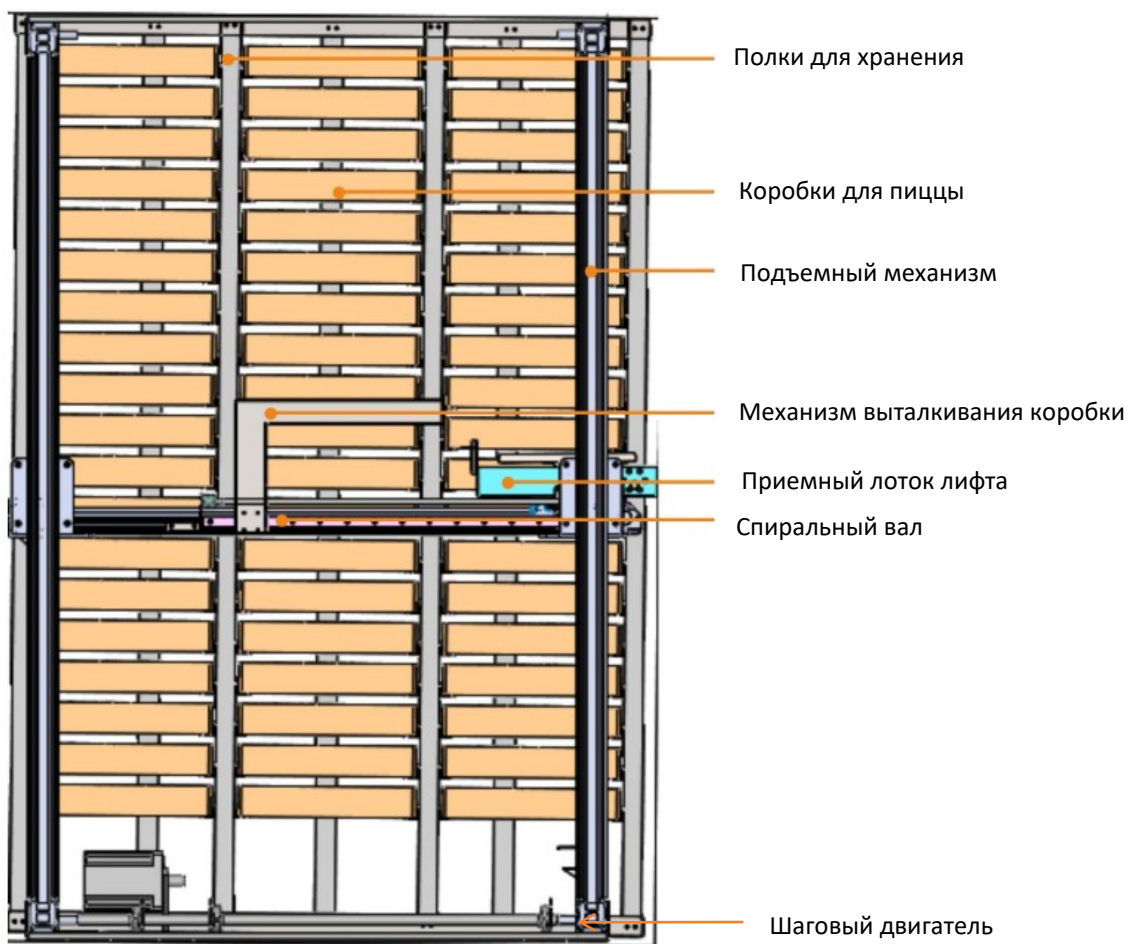 Полки для хранения
Коробки для пиццы
Подъемный механизм
Механизм выталкивания коробки
Приемный лоток лифта
Спиральный вал
Шаговый двигатель